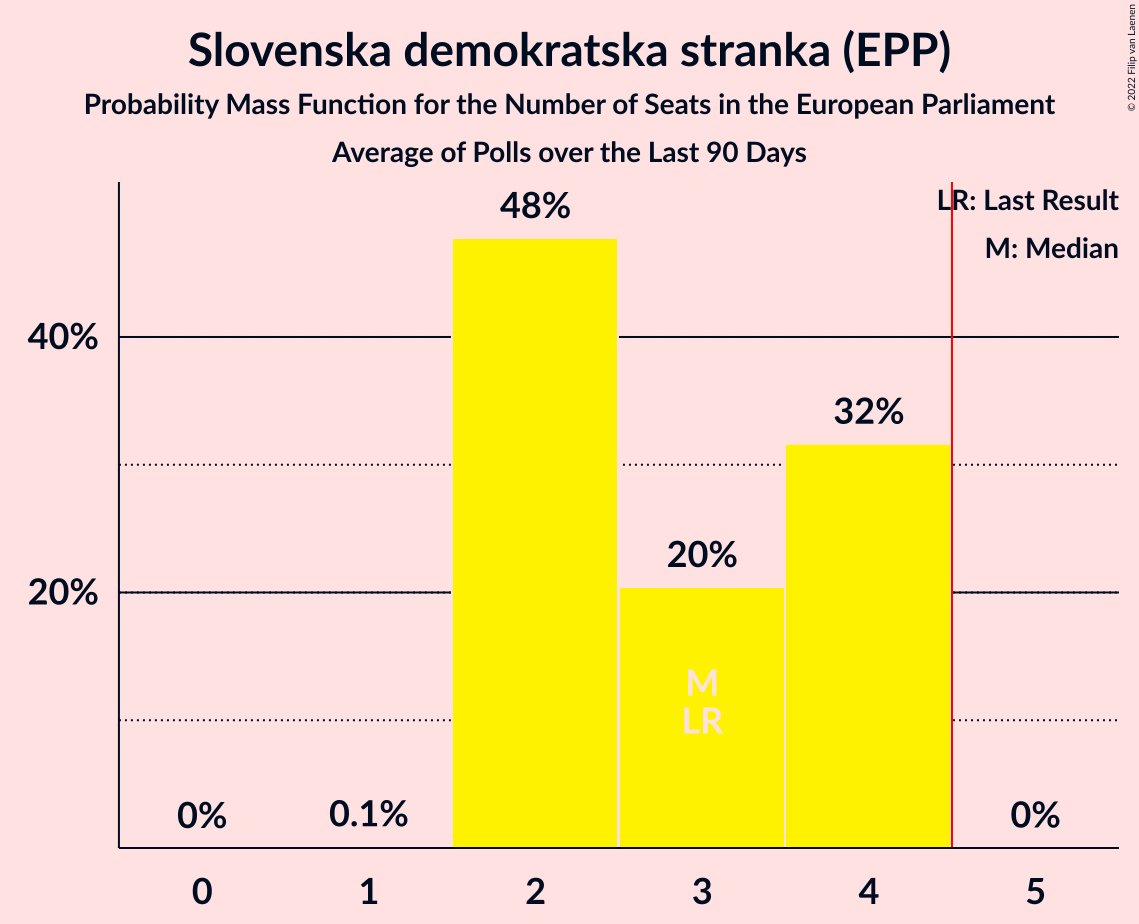 Slovenska demokratska stranka (EPP)
Probability Mass Function for the Number of Seats in the European Parliament
Average of Polls over the Last 90 Days
© 2022 Filip van Laenen
LR: Last Result
M: Median
48%
40%
32%
20%
20%
M
LR
0%
0.1%
0%
0
1
2
3
4
5